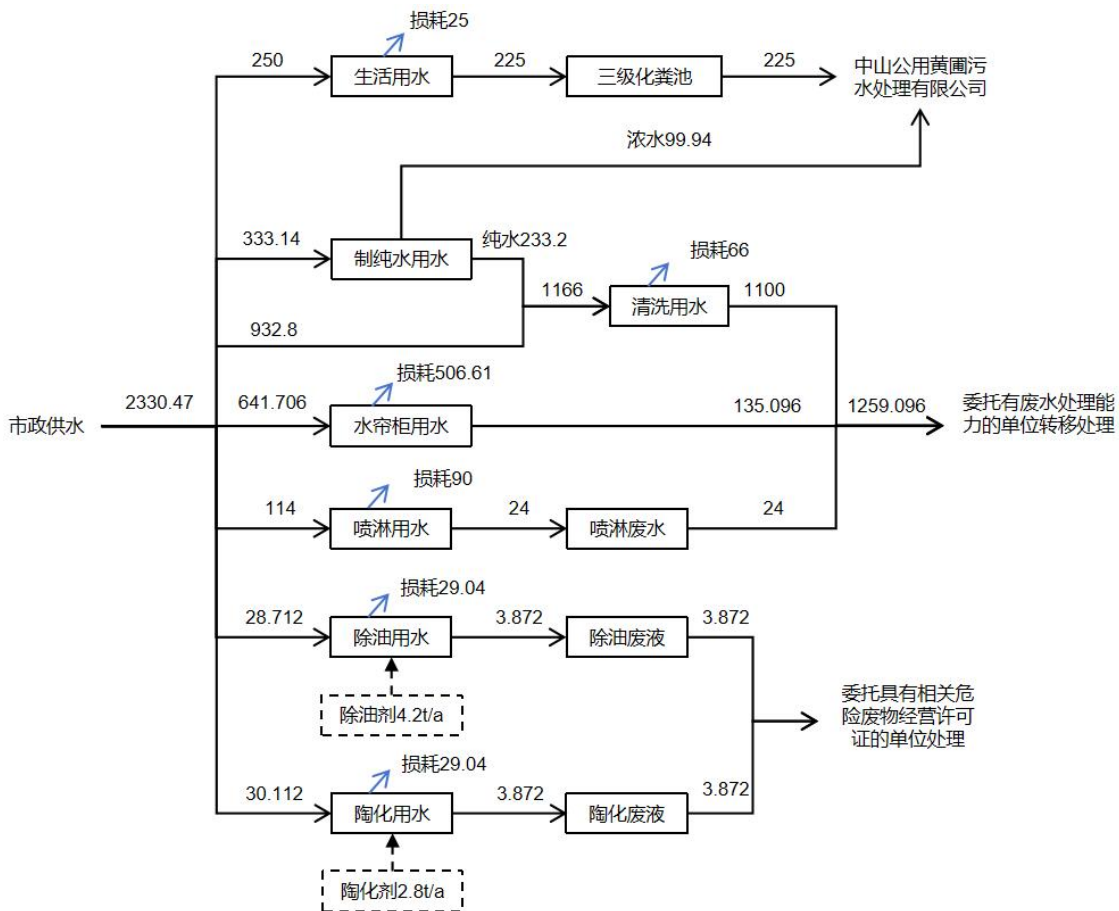 损耗25
250
生活用水
225
三级化粪池
225
中山公用黄圃污
水处理有限公司
浓水99.94
333.14
制纯水用水
纯水233.2
损耗66
1166
清洗用水
1100
932.8
损耗506.61
市政供水
2330.47
641.706
水帘柜用水
135.096
1259.096
委托有废水处理能
力的单位转移处理
损耗90
114
喷淋用水
24
喷淋废水
24
损耗29.04
28.712
除油用水
3.872
除油废液
3.872
除油剂4.2t/a
委托具有相关危
险废物经营许可
证的单位处理
损耗29.04
30.112
陶化用水
3.872
陶化废液
3.872
陶化剂2.8t/a